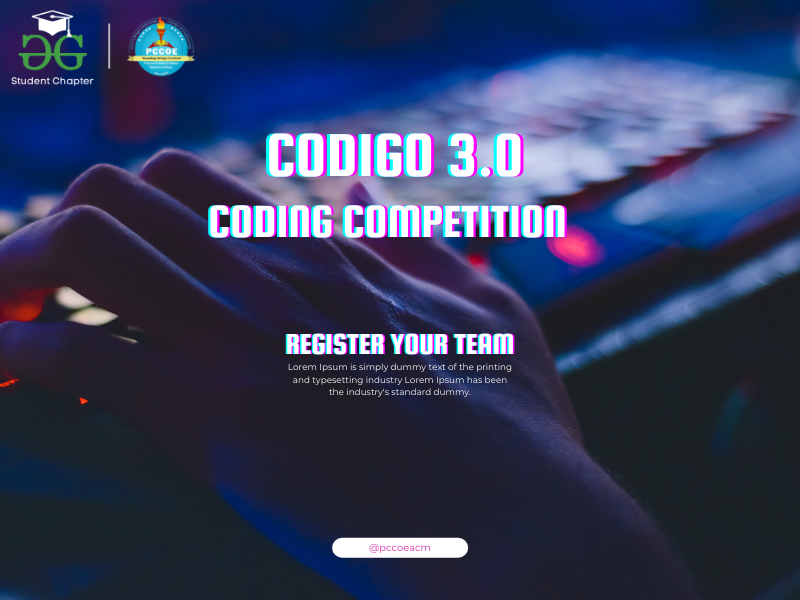 Student Chapter
PCCOE
CODIGO 3.0
CODING COMPETITION
REGISTER YOUR TEAM
Lorem Ipsum is simply dummy text of the printing
and typesetting industry Lorem Ipsum has been
the industry's standard dummy.
@pccoeacm